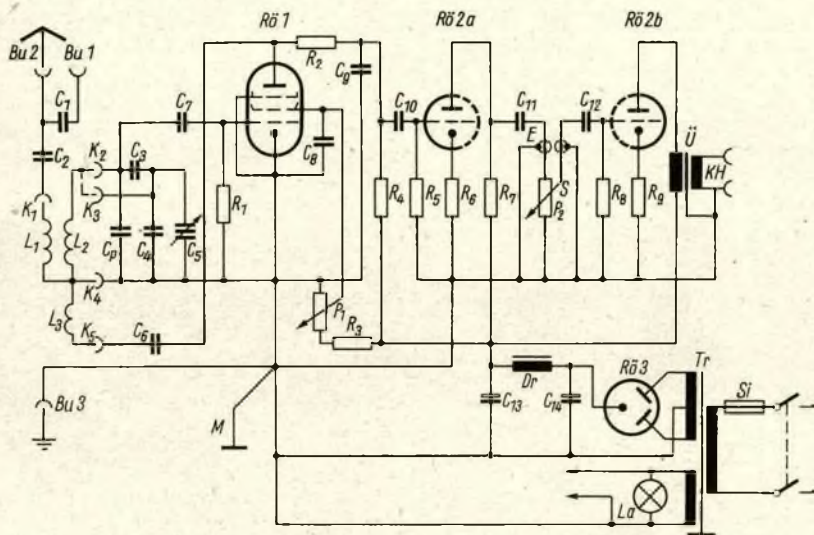 Rö 1
Rö 2a
Rö 2b
Bu 2
Bu 1
R2
C9
C1
C7
C10
C11
C12
E
Ü
C2
K2
C3
C8
KH
K1
K3
R1
R4
R5
R6
R7
P2
S
R8
R9
L1
L2
Cp
C4
C5
K4
P1
L3
K5
C6
R3
Rö 3
Tr
Dr
Si
Bu 3
M
C13
C14
La